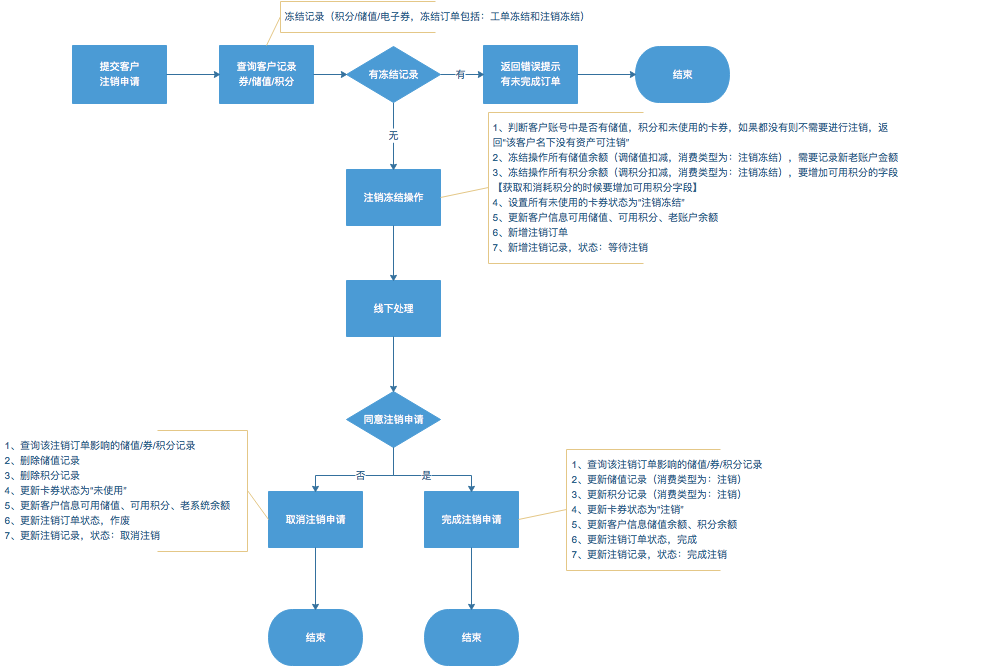 冻结记录（积分/储值/电子券，冻结订单包括：工单冻结和注销冻结）
提交客户
注销申请
查询客户记录
券/储值/积分
有冻结记录
有
返回错误提示
有未完成订单
结束
无
1、判断客户账号中是否有储值，积分和未使用的卡券，如果都没有则不需要进行注销，返
回"该客户名下没有资产可注销"
2、冻结操作所有储值余额（调储值扣减，消费类型为：注销冻结），需要记录新老账户金额
3、冻结操作所有积分余额（调积分扣减，消费类型为：注销冻结），要增加可用积分的字段
【获取和消耗积分的时候要增加可用积分字段】
4、设置所有未使用的卡券状态为"注销冻结"
5、更新客户信息可用储值、可用积分、老账户余额
6、新增注销订单
7、新增注销记录，状态：等待注销
注销冻结操作
线下处理
同意注销申请
否
是
1、查询该注销订单影响的储值/券/积分记录
2、删除储值记录
3、删除积分记录
4、更新卡券状态为"未使用"
5、更新客户信息可用储值、可用积分、老系统余额
6、更新注销订单状态，作废
7、更新注销记录，状态：取消注销
取消注销申请
完成注销申请
1、查询该注销订单影响的储值/券/积分记录
2、更新储值记录（消费类型为：注销）
3、更新积分记录（消费类型为：注销）
4、更新卡券状态为"注销"
5、更新客户信息储值余额、积分余额
6、更新注销订单状态，完成
7、更新注销记录，状态：完成注销
结束
结束